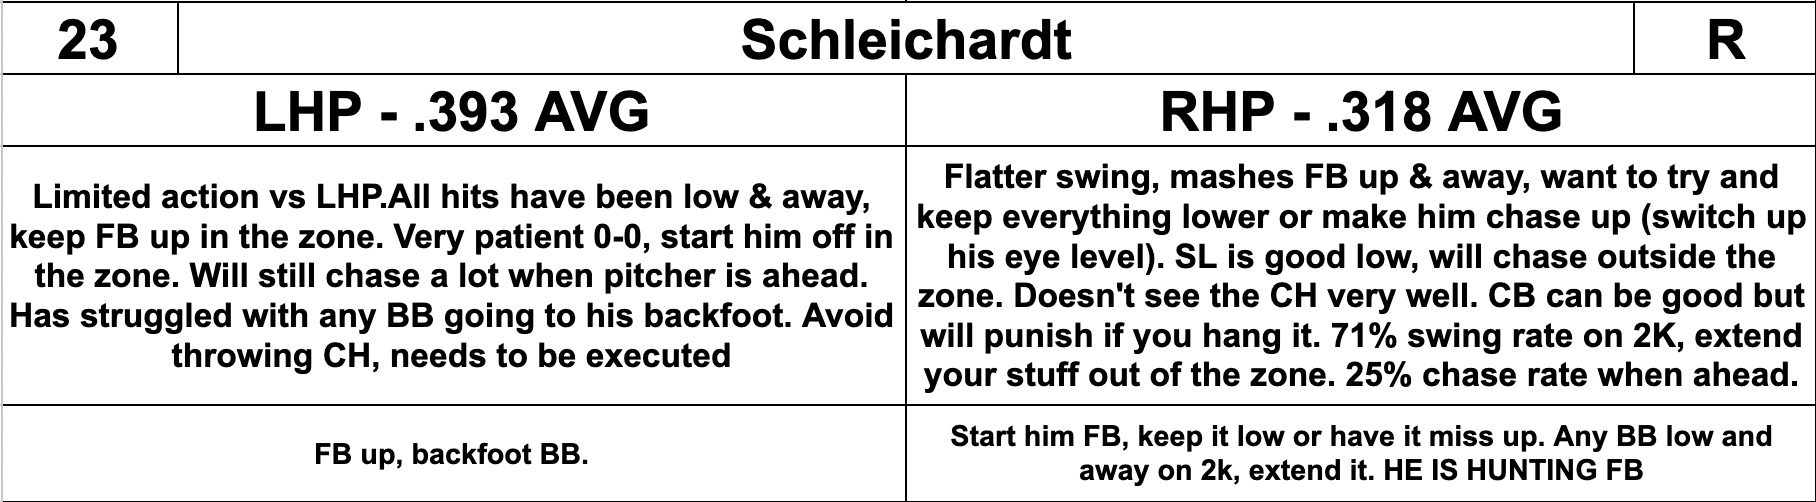 23 Schleichardt R
LHP - .393 AVG
Limited action vs LHP.All hits have been low & away,
keep FB up in the zone. Very patient 0-0, start him off in
the zone. Will still chase a lot when pitcher is ahead.
Has struggled with any BB going to his backfoot. Avoid
throwing CH, needs to be executed
FB up, backfoot BB.
RHP - .318 AVG
Flatter swing, mashes FB up & away, want to try and
keep everything lower or make him chase up (switch up
his eye level). SL is good low, will chase outside the
zone. Doesn't see the CH very well. CB can be good but
will punish if you hang it. 71% swing rate on 2K, extend
your stuff out of the zone. 25% chase rate when ahead.
Start him FB, keep it low or have it miss up. Any BB low and
away on 2k, extend it. HE IS HUNTING FB